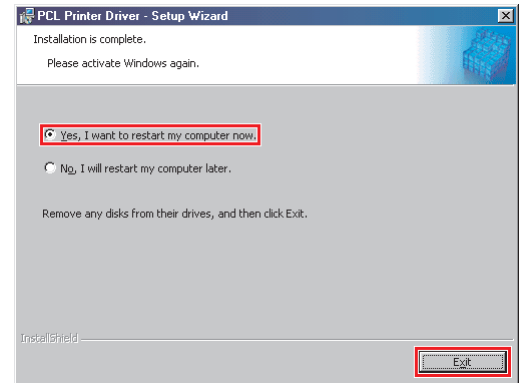 PCL Printer Driver - Setup Wizard
Installation is complete.
Please activate Windows again.
Yes, I want to restart my computer now.
No, I will restart my computer later.
Remove any disks from their drives, and then click Exit.
InstallShield
Exit